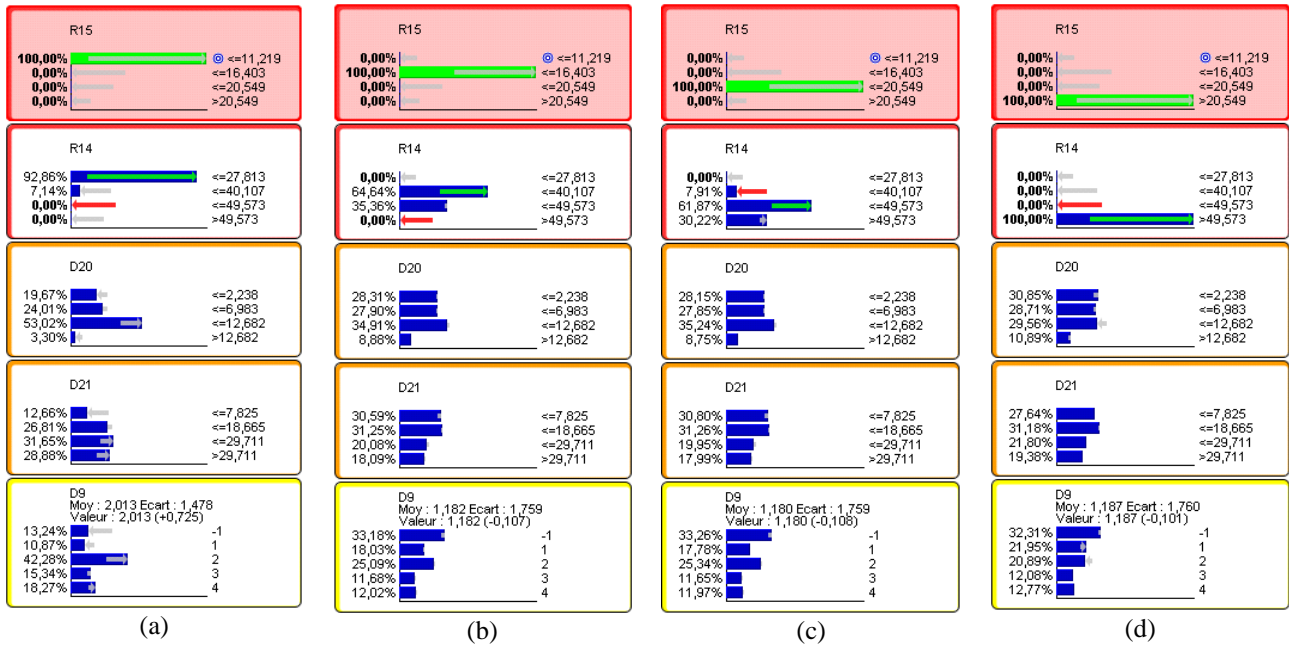 R15
100,00% <=11,219
0,00% <=16,403
0,00% <=20,549
0,00% >20,549
R14
92,86% <=27,813
7,14% <=40,107
0,00% <=49,573
0,00% >49,573
D20
19,67% <=2,238
24,01% <=6,983
53,02% <=12,682
3,30% >12,682
D21
12,66% <=7,825
26,81% <=18,665
31,65% <=29,711
28,88% >29,711
D9
Moy : 2,013 Ecart : 1,478
Valeur : 2,013 (+0,725)
13,24% -1
10,87% 1
42,28% 2
15,34% 3
18,27% 4
(a)
R15
0,00% <=11,219
100,00% <=16,403
0,00% <=20,549
0,00% >20,549
R14
0,00% <=27,813
64,64% <=40,107
35,36% <=49,573
0,00% >49,573
D20
28,31% <=2,238
27,90% <=6,983
34,91% <=12,682
8,88% >12,682
D21
30,59% <=7,825
31,25% <=18,665
20,08% <=29,711
18,09% >29,711
D9
Moy : 1,182 Ecart : 1,759
Valeur : 1,182 (-0,107)
33,18% -1
18,03% 1
25,09% 2
11,68% 3
12,02% 4
(b)
R15
0,00% <=11,219
0,00% <=16,403
100,00% <=20,549
0,00% >20,549
R14
0,00% <=27,813
7,91% <=40,107
61,87% <=49,573
30,22% >49,573
D20
28,15% <=2,238
27,85% <=6,983
35,24% <=12,682
8,75% >12,682
D21
30,80% <=7,825
31,26% <=18,665
19,95% <=29,711
17,99% >29,711
D9
Moy : 1,180 Ecart : 1,759
Valeur : 1,180 (-0,108)
33,26% -1
17,78% 1
25,34% 2
11,65% 3
11,97% 4
(c)
R15
0,00% <=11,219
0,00% <=16,403
0,00% <=20,549
100,00% >20,549
R14
0,00% <=27,813
0,00% <=40,107
0,00% <=49,573
100,00% >49,573
D20
30,85% <=2,238
28,71% <=6,983
29,56% <=12,682
10,89% >12,682
D21
27,64% <=7,825
31,18% <=18,665
21,80% <=29,711
19,38% >29,711
D9
Moy : 1,187 Ecart : 1,760
Valeur : 1,187 (-0,101)
32,31% -1
21,95% 1
20,89% 2
12,08% 3
12,77% 4
(d)